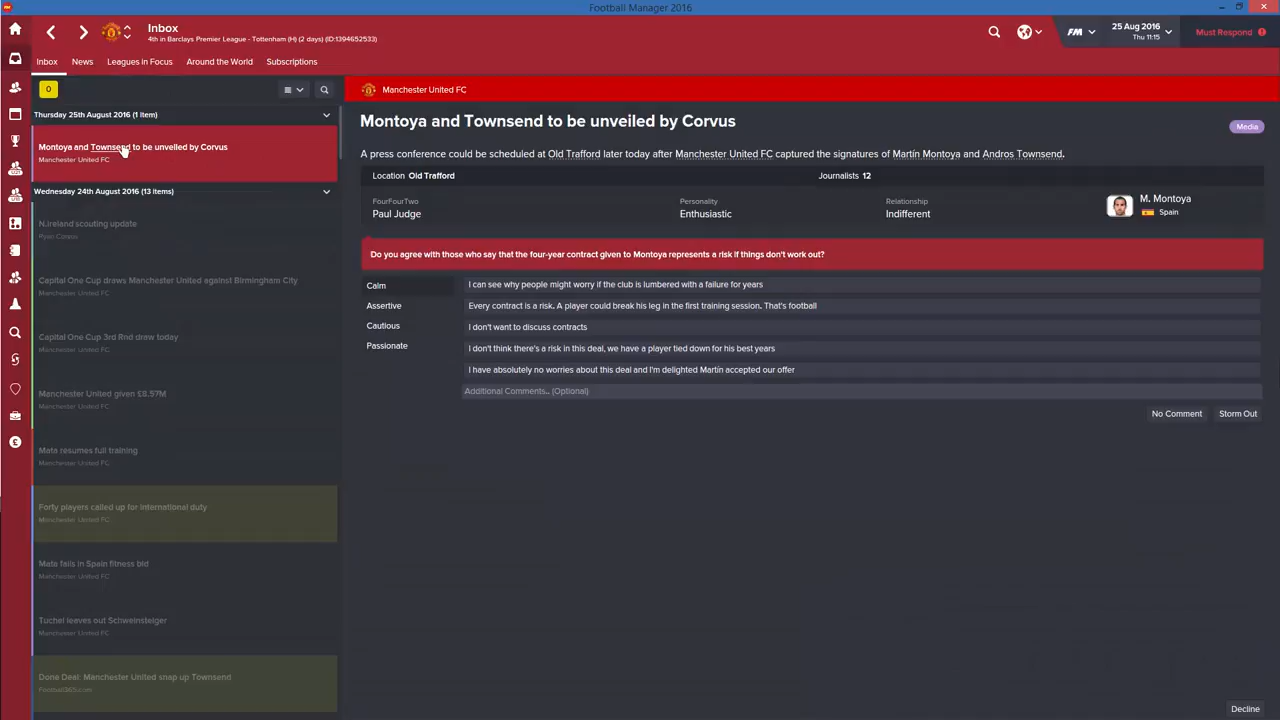 Football Manager 2016
Inbox
4th in Barclays Premier League - Tottenham (H) (2 days) (ID:1394652533)
FM
25 Aug 2016
Thu 11:15
Must Respond
Inbox
News
Leagues in Focus
Around the World
Subscriptions
0
Manchester United FC
Thursday 25th August 2016 (1 item)
Montoya and Townsend to be unveiled by Corvus
Manchester United FC
Wednesday 24th August 2016 (13 items)
N.Ireland scouting update
Capital One Cup draws Manchester United against Birmingham City
Manchester United FC
Capital One Cup 3rd Rnd draw today
Manchester United FC
Manchester United given £8.57M
Manchester United FC
Mata resumes full training
Manchester United FC
Forty players called up for international duty
Manchester United FC
Mata fails in Spain fitness bid
Manchester United FC
Tuchel leaves out Schweinsteiger
Manchester United FC
Done Deal: Manchester United snap up Townsend
Football365.com
Montoya and Townsend to be unveiled by Corvus
Media
A press conference could be scheduled at Old Trafford later today after Manchester United FC captured the signatures of Martín Montoya and Andros Townsend.
Location Old Trafford
Journalists 12
FourFourTwo
Paul Judge
Personality
Enthusiastic
Relationship
Indifferent
M. Montoya
Spain
Do you agree with those who say that the four-year contract given to Montoya represents a risk if things don't work out?
Calm
Assertive
Cautious
Passionate
I can see why people might worry if the club is lumbered with a failure for years
Every contract is a risk. A player could break his leg in the first training session. That's football
I don't want to discuss contracts
I don't think there's a risk in this deal, we have a player tied down for his best years
I have absolutely no worries about this deal and I'm delighted Martín accepted our offer
Additional Comments.. (Optional)
No Comment
Storm Out
Decline